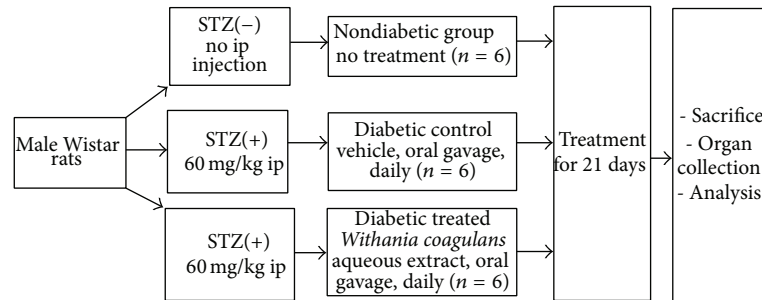 Male Wistar
rats
STZ(−)
no ip
injection
Nondiabetic group
no treatment (n = 6)
STZ(+)
60 mg/kg ip
Diabetic control
vehicle, oral gavage,
daily (n = 6)
STZ(+)
60 mg/kg ip
Diabetic treated
Withania coagulans
aqueous extract, oral
gavage, daily (n = 6)
Treatment
for 21 days
- Sacrifice
- Organ
collection
- Analysis